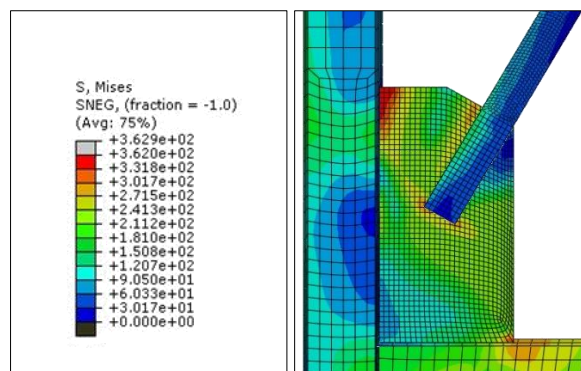 S, Mises
SNEG, (fraction = -1.0)
(Avg: 75%)
+3.629e+02
+3.620e+02
+3.318e+02
+3.017e+02
+2.715e+02
+2.413e+02
+2.112e+02
+1.810e+02
+1.508e+02
+1.207e+02
+9.050e+01
+6.033e+01
+3.017e+01
+0.000e+00